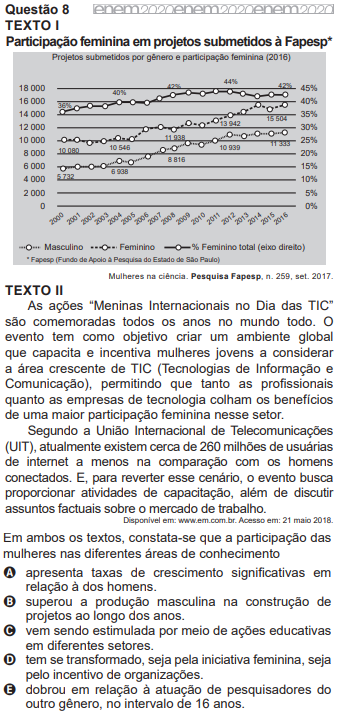 Questão 8 enem2020 enem2020 enem2020
TEXTO I
Participação feminina em projetos submetidos à Fapesp*
Projetos submetidos por gênero e participação feminina (2016)
18 000
16 000
14 000
12 000
10 000
8 000
6 000
4 000
2 000
0
36%
40%
42%
44%
42%
10 080
10 546
11 938
13 942
15 504
5 732
6 938
8 816
10 939
11 333
45%
40%
35%
30%
25%
20%
15%
10%
5%
0%
2000 2001 2002 2003 2004 2005 2006 2007 2008 2009 2010 2011 2012 2013 2014 2015 2016
Masculino Feminino % Feminino total (eixo direito)
* Fapesp (Fundo de Apoio à Pesquisa do Estado de São Paulo)
Mulheres na ciência. Pesquisa Fapesp, n. 259, set. 2017.
TEXTO II
As ações “Meninas Internacionais no Dia das TIC”
são comemoradas todos os anos no mundo todo. O
evento tem como objetivo criar um ambiente global
que capacita e incentiva mulheres jovens a considerar
a área crescente de TIC (Tecnologias de Informação e
Comunicação), permitindo que tanto as profissionais
quanto as empresas de tecnologia colham os benefícios
de uma maior participação feminina nesse setor.
Segundo a União Internacional de Telecomunicações
(UIT), atualmente existem cerca de 260 milhões de usuárias
de internet a menos na comparação com os homens
conectados. E, para reverter esse cenário, o evento busca
proporcionar atividades de capacitação, além de discutir
assuntos factuais sobre o mercado de trabalho.
Disponível em: www.em.com.br. Acesso em: 21 maio 2018.
Em ambos os textos, constata-se que a participação das
mulheres nas diferentes áreas de conhecimento
A apresenta taxas de crescimento significativas em
relação à dos homens.
B superou a produção masculina na construção de
projetos ao longo dos anos.
C vem sendo estimulada por meio de ações educativas
em diferentes setores.
D tem se transformado, seja pela iniciativa feminina, seja
pelo incentivo de organizações.
E dobrou em relação à atuação de pesquisadores do
outro gênero, no intervalo de 16 anos.